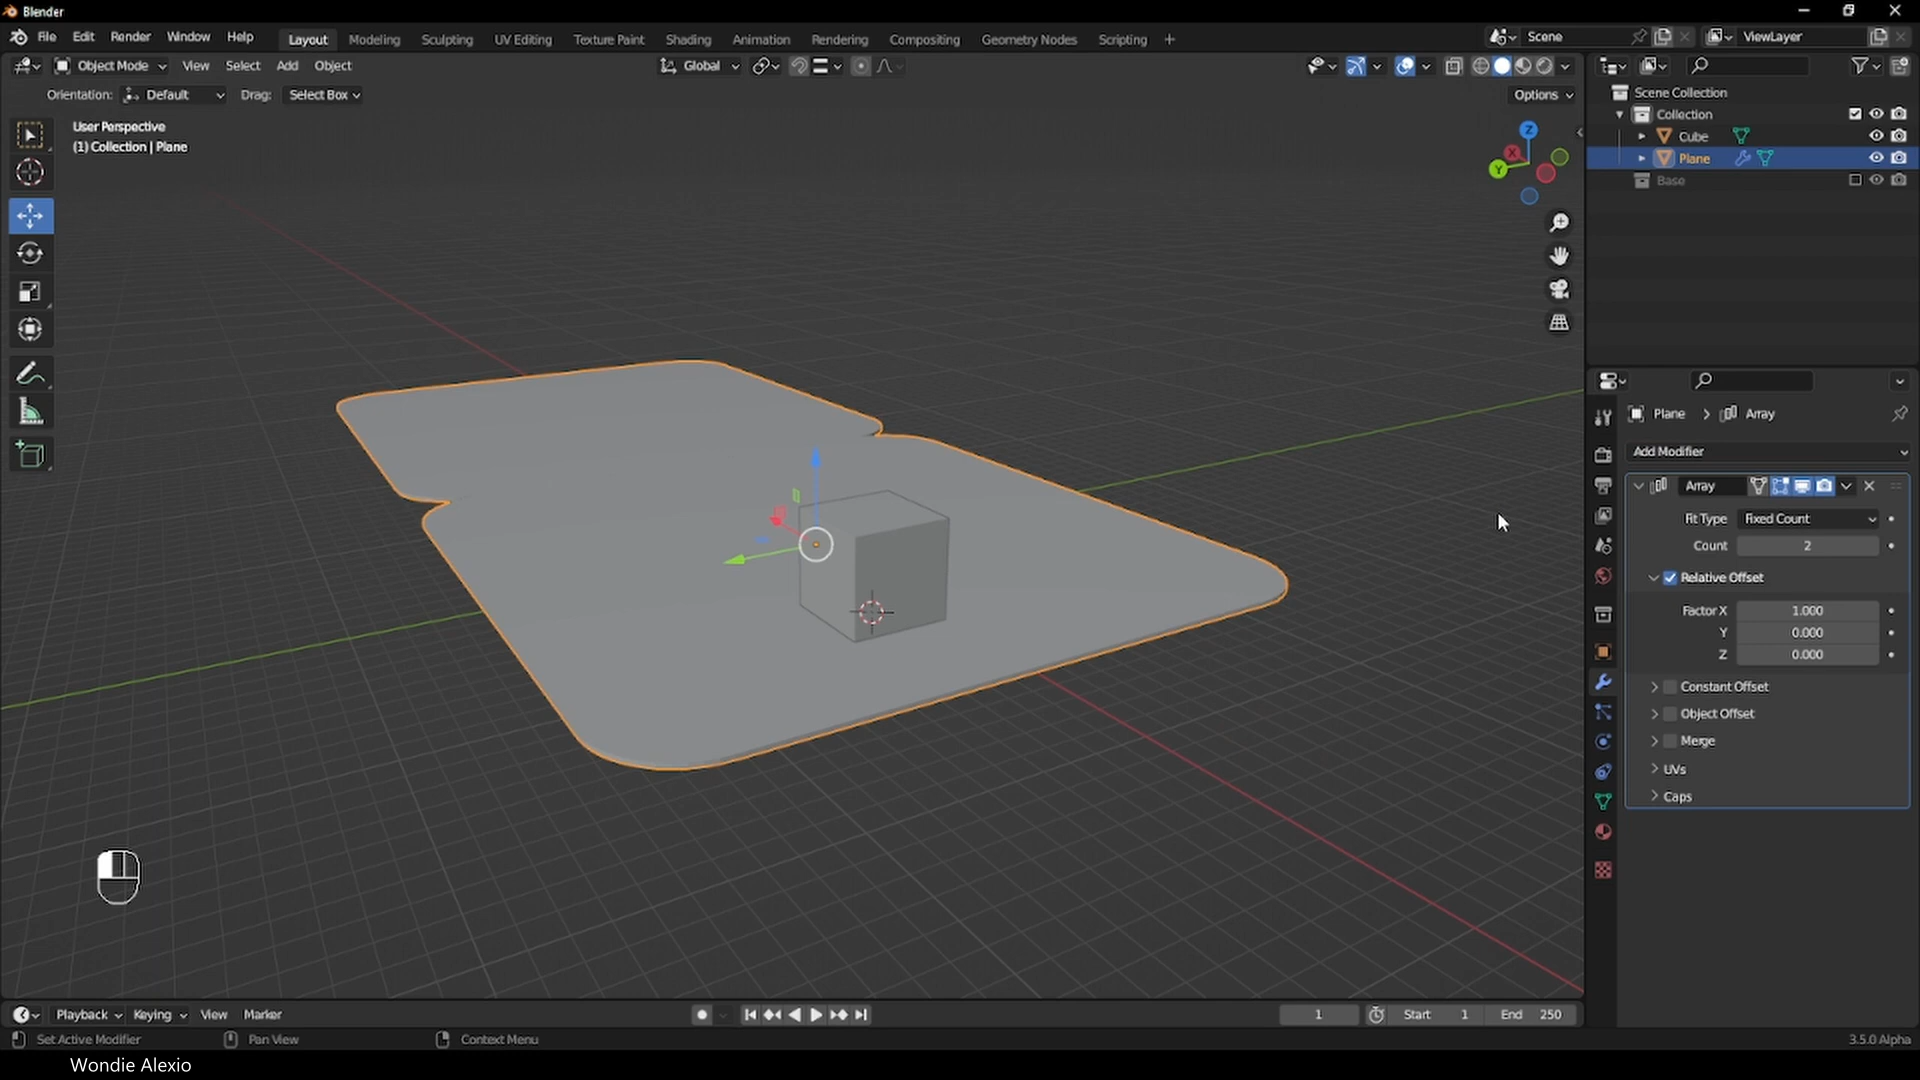 Blender
File Edit Render Window Help Layout Modeling Sculpting UV Editing Texture Paint Shading Animation Rendering Compositing Geometry Nodes Scripting + Scene ViewLayer
Object Mode View Select Add Object Global
Orientation: Default Drag: Select Box Options
User Perspective
(1) Collection | Plane
Z
X
Y
Scene Collection
Collection
Cube
Plane
Base
Plane > Array
Add Modifier
Array
Fit Type Fixed Count
Count 2
Relative Offset
Factor X 1.000
Y 0.000
Z 0.000
Constant Offset
Object Offset
Merge
UVs
Caps
Playback Keying View Marker 1 Start 1 End 250
Set Active Modifier Pan View Context Menu 3.5.0 Alpha
Wondie Alexio